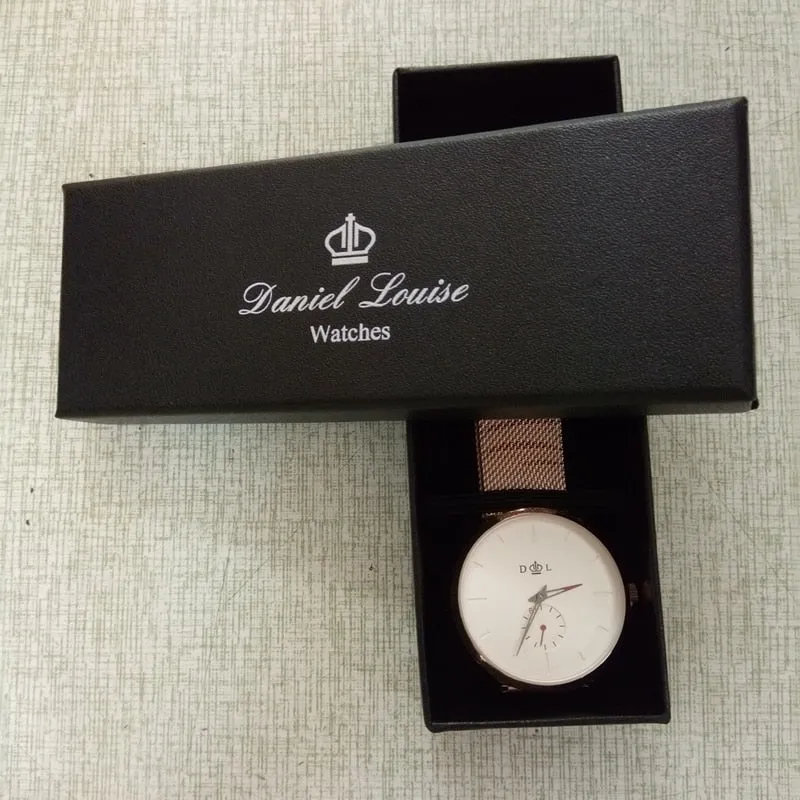 Daniel Louise
Watches
D L